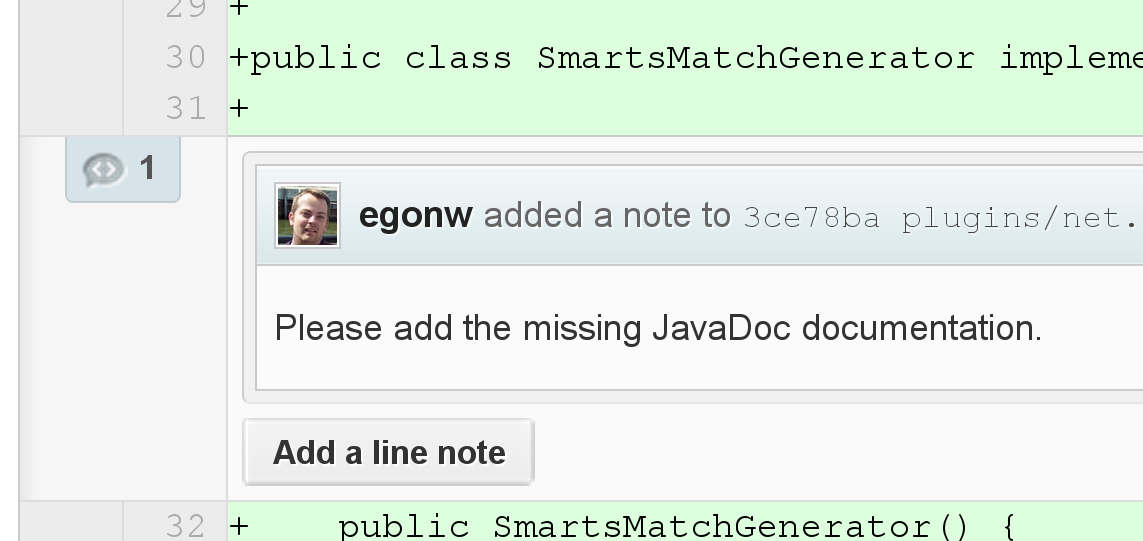 29 +
30 +public class SmartsMatchGenerator impleme
31 +
1
egonw added a note to 3ce78ba plugins/net.
Please add the missing JavaDoc documentation.
Add a line note
32 +    public SmartsMatchGenerator() {